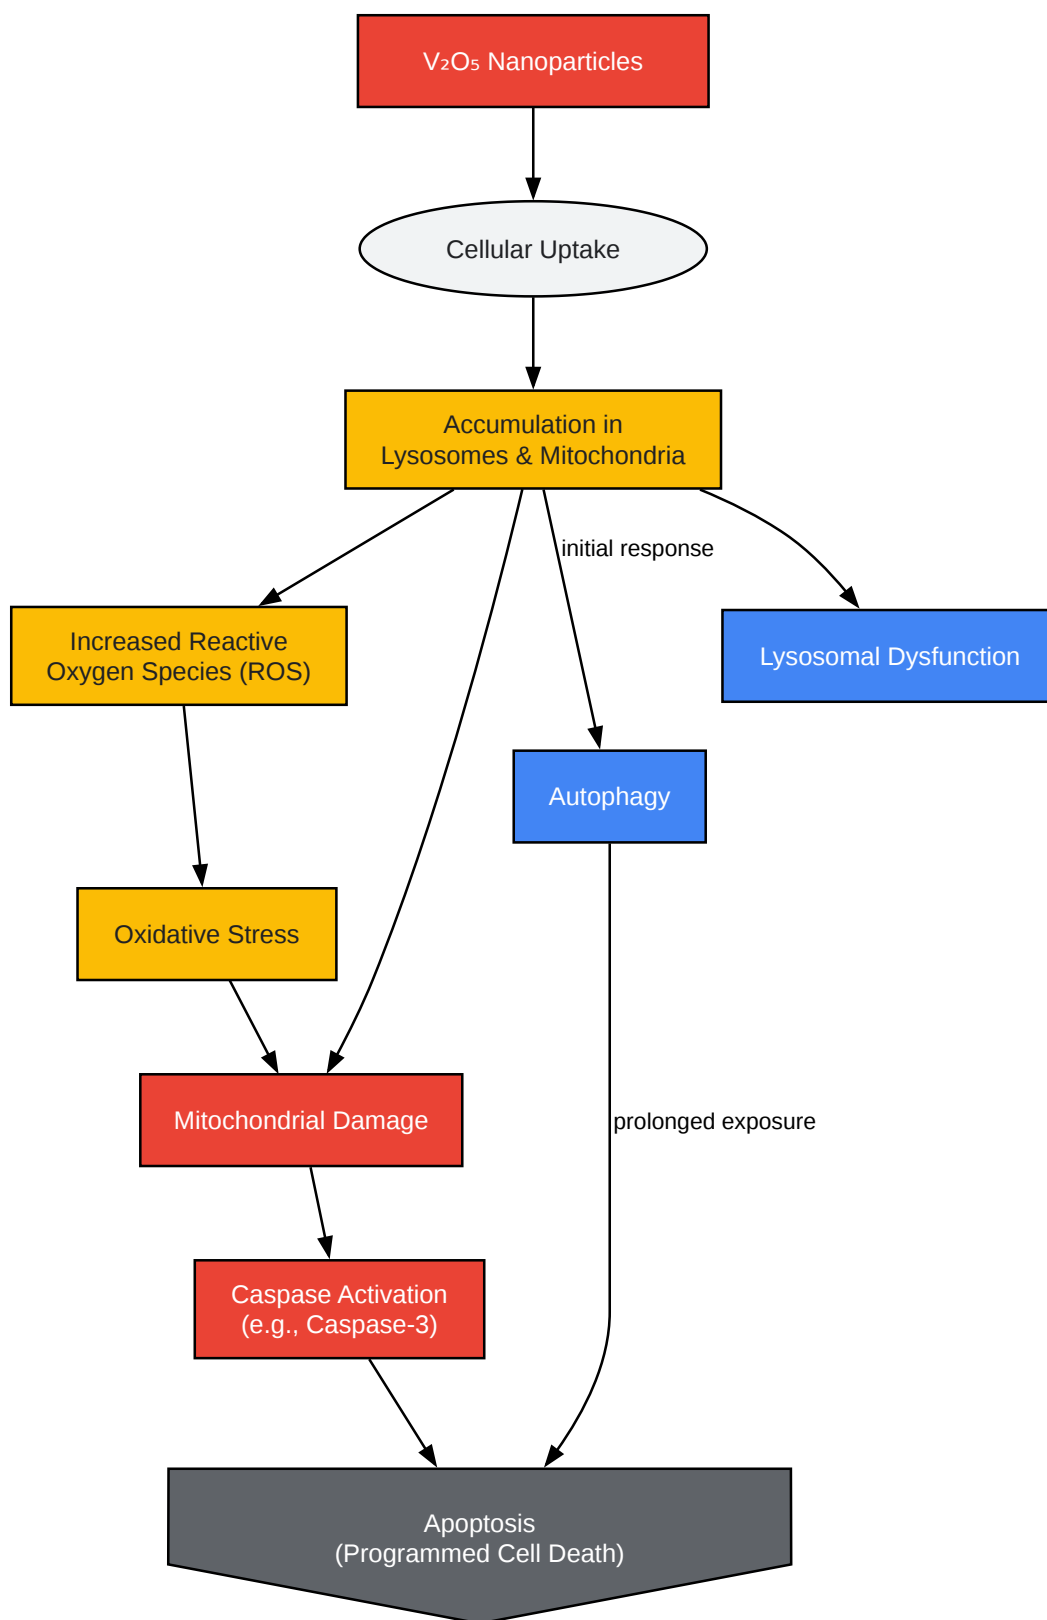 V₂O₅ Nanoparticles
Cellular Uptake
Accumulation in
Lysosomes & Mitochondria
initial response
Increased Reactive
Oxygen Species (ROS)
Lysosomal Dysfunction
Autophagy
Oxidative Stress
Mitochondrial Damage
prolonged exposure
Caspase Activation
(e.g., Caspase-3)
Apoptosis
(Programmed Cell Death)